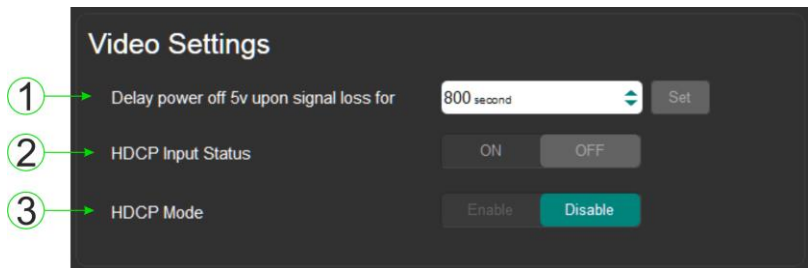 Video Settings
1 Delay power off 5v upon signal loss for 800 second Set
2 HDCP Input Status ON OFF
3 HDCP Mode Enable Disable